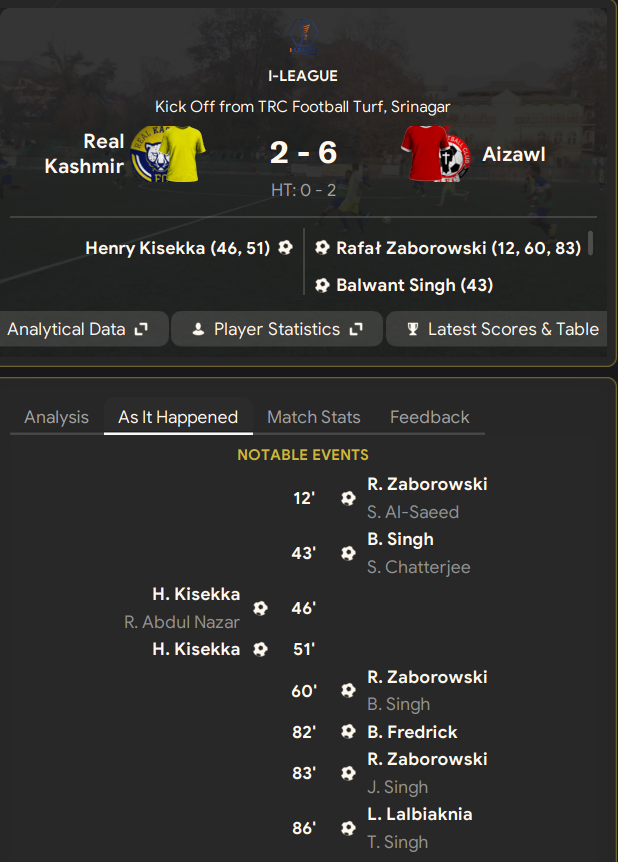 I-LEAGUE
Kick Off from TRC Football Turf, Srinagar
Real
Kashmir
2 - 6
Aizawl
HT: 0 - 2
Henry Kisekka (46, 51)
Rafał Zaborowski (12, 60, 83)
Balwant Singh (43)
Analytical Data
Player Statistics
Latest Scores & Table
Analysis
As It Happened
Match Stats
Feedback
NOTABLE EVENTS
12'
R. Zaborowski
S. Al-Saeed
43'
B. Singh
S. Chatterjee
H. Kisekka
R. Abdul Nazar
46'
H. Kisekka
51'
60'
R. Zaborowski
B. Singh
82'
B. Fredrick
83'
R. Zaborowski
J. Singh
86'
L. Lalbiaknia
T. Singh